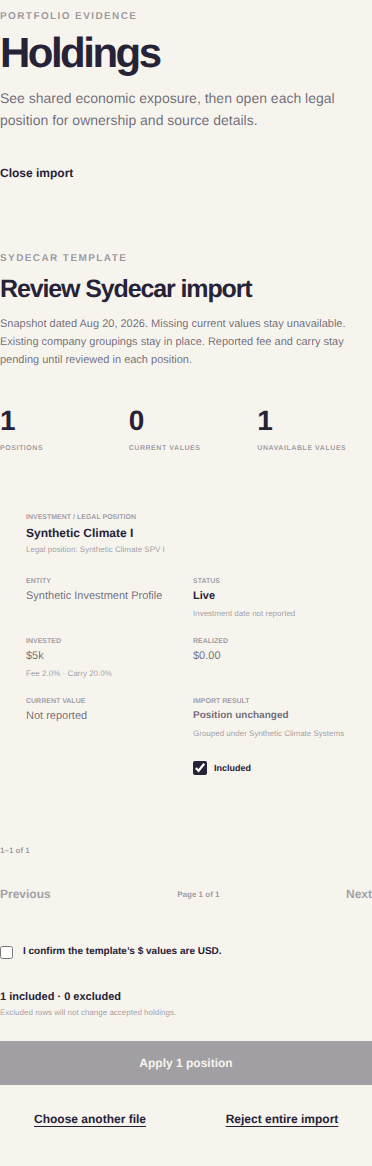 PORTFOLIO EVIDENCE
Holdings
See shared economic exposure, then open each legal
position for ownership and source details.
Close import
SYDECAR TEMPLATE
Review Sydecar import
Snapshot dated Aug 20, 2026. Missing current values stay unavailable.
Existing company groupings stay in place. Reported fee and carry stay
pending until reviewed in each position.
1
POSITIONS
0
CURRENT VALUES
1
UNAVAILABLE VALUES
INVESTMENT / LEGAL POSITION
Synthetic Climate I
Legal position: Synthetic Climate SPV I
ENTITY
Synthetic Investment Profile
STATUS
Live
Investment date not reported
INVESTED
$5k
Fee 2.0% · Carry 20.0%
REALIZED
$0.00
CURRENT VALUE
Not reported
IMPORT RESULT
Position unchanged
Grouped under Synthetic Climate Systems
Included
1–1 of 1
Previous
Page 1 of 1
Next
I confirm the template’s $ values are USD.
1 included · 0 excluded
Excluded rows will not change accepted holdings.
Apply 1 position
Choose another file
Reject entire import